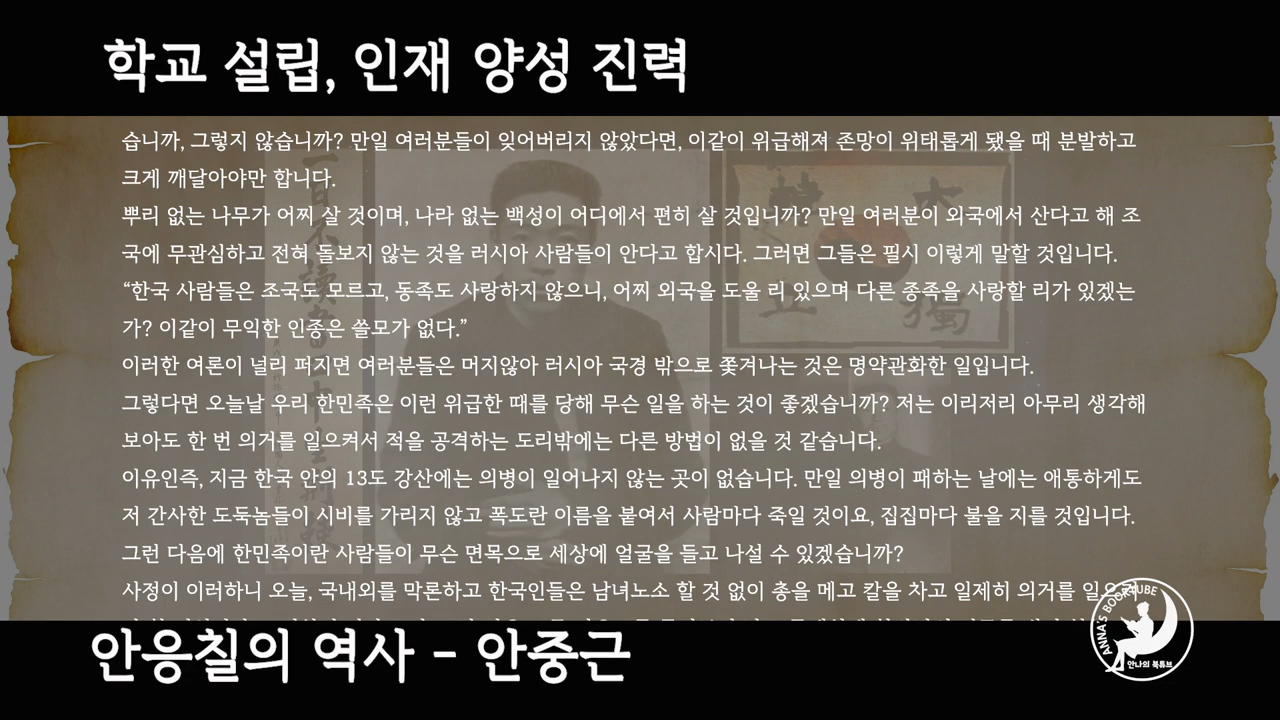 학교 설립, 인재 양성 진력
습니까, 그렇지 않습니까? 만일 여러분들이 잊어버리지 않았다면, 이같이 위급해져 존망이 위태롭게 됐을 때 분발하고
크게 깨달아야만 합니다.
뿌리 없는 나무가 어찌 살 것이며, 나라 없는 백성이 어디에서 편히 살 것입니까? 만일 여러분이 외국에서 산다고 해 조
국에 무관심하고 전혀 돌보지 않는 것을 러시아 사람들이 안다고 합시다. 그러면 그들은 필시 이렇게 말할 것입니다.
“한국 사람들은 조국도 모르고, 동족도 사랑하지 않으니, 어찌 외국을 도울 리 있으며 다른 종족을 사랑할 리가 있겠는
가? 이같이 무익한 인종은 쓸모가 없다.”
이러한 여론이 널리 퍼지면 여러분들은 머지않아 러시아 국경 밖으로 쫓겨나는 것은 명약관화한 일입니다.
그렇다면 오늘날 우리 한민족은 이런 위급한 때를 당해 무슨 일을 하는 것이 좋겠습니까? 저는 이리저리 아무리 생각해
보아도 한 번 의거를 일으켜서 적을 공격하는 도리밖에는 다른 방법이 없을 것 같습니다.
이유인즉, 지금 한국 안의 13도 강산에는 의병이 일어나지 않는 곳이 없습니다. 만일 의병이 패하는 날에는 애통하게도
저 간사한 도둑놈들이 시비를 가리지 않고 폭도란 이름을 붙여서 사람마다 죽일 것이요, 집집마다 불을 지를 것입니다.
그런 다음에 한민족이란 사람들이 무슨 면목으로 세상에 얼굴을 들고 나설 수 있겠습니까?
사정이 이러하니 오늘, 국내외를 막론하고 한국인들은 남녀노소 할 것 없이 총을 메고 칼을 차고 일제히 의거를
ANNA'S BOOKTUBE
안나의 북튜브
안응칠의 역사 - 안중근